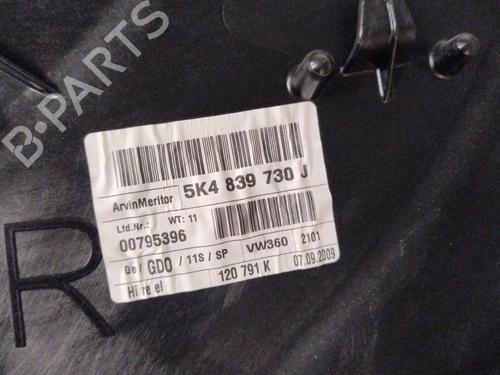 B-PARTS
ArvinMeritor 5K4 839 730 J
Lfd.Nr.: WT: 11
00795396
Ge/ GDO / 11S / SP VW360 2101
Hi re el 120 791 K 07.09.2009
R